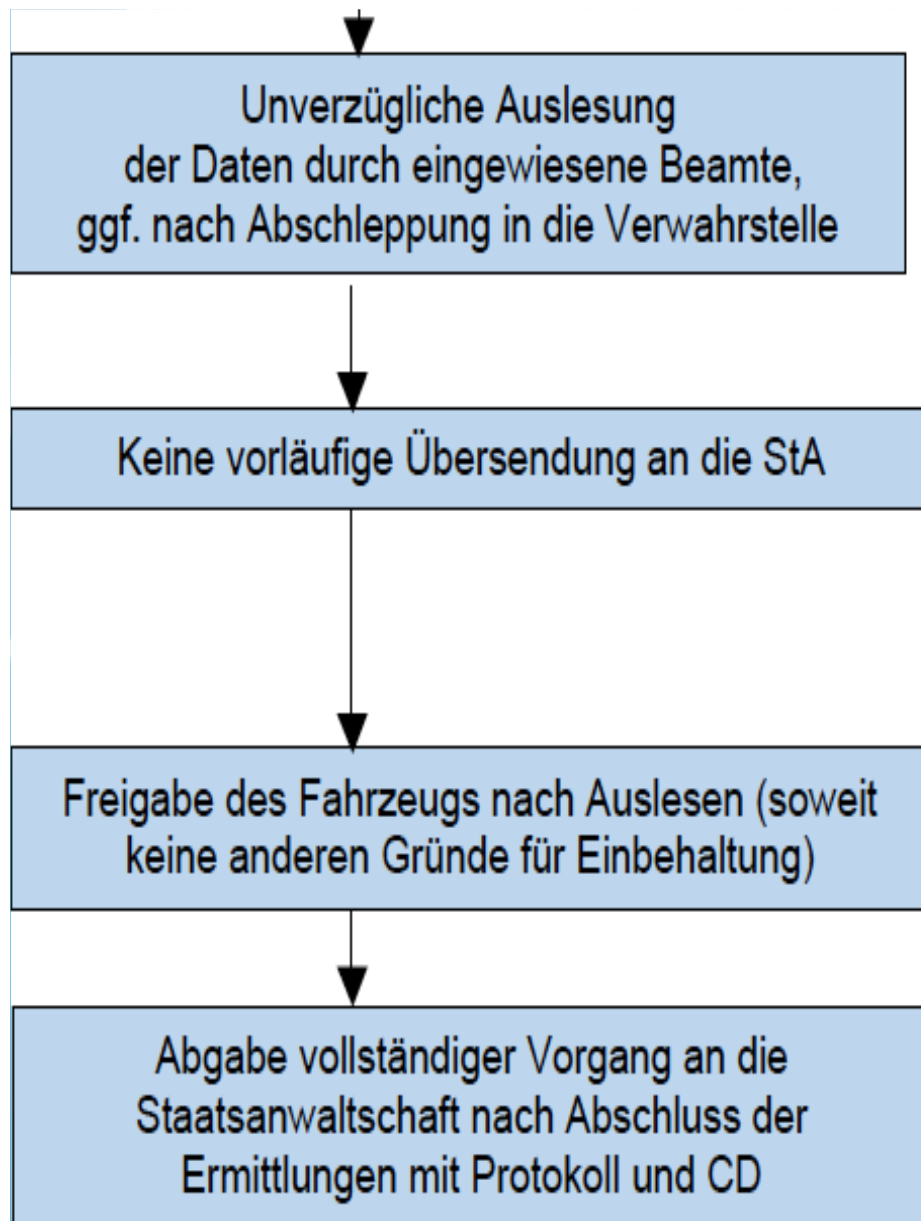 Unverzügliche Auslesung
der Daten durch eingewiesene Beamte,
ggf. nach Abschleppung in die Verwahrstelle
Keine vorläufige Übersendung an die StA
Freigabe des Fahrzeugs nach Auslesen (soweit
keine anderen Gründe für Einbehaltung)
Abgabe vollständiger Vorgang an die
Staatsanwaltschaft nach Abschluss der
Ermittlungen mit Protokoll und CD